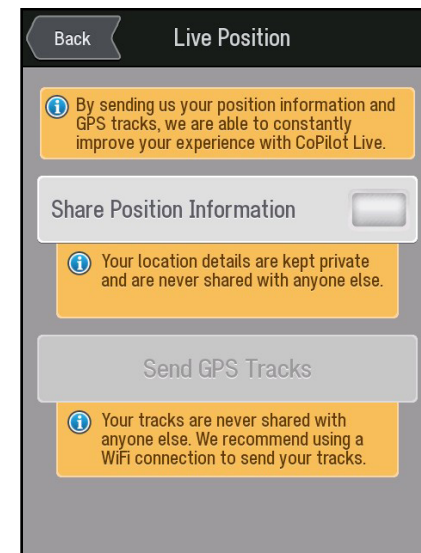 Back
Live Position
By sending us your position information and
GPS tracks, we are able to constantly
improve your experience with CoPilot Live.
Share Position Information
Your location details are kept private
and are never shared with anyone else.
Send GPS Tracks
Your tracks are never shared with
anyone else. We recommend using a
WiFi connection to send your tracks.